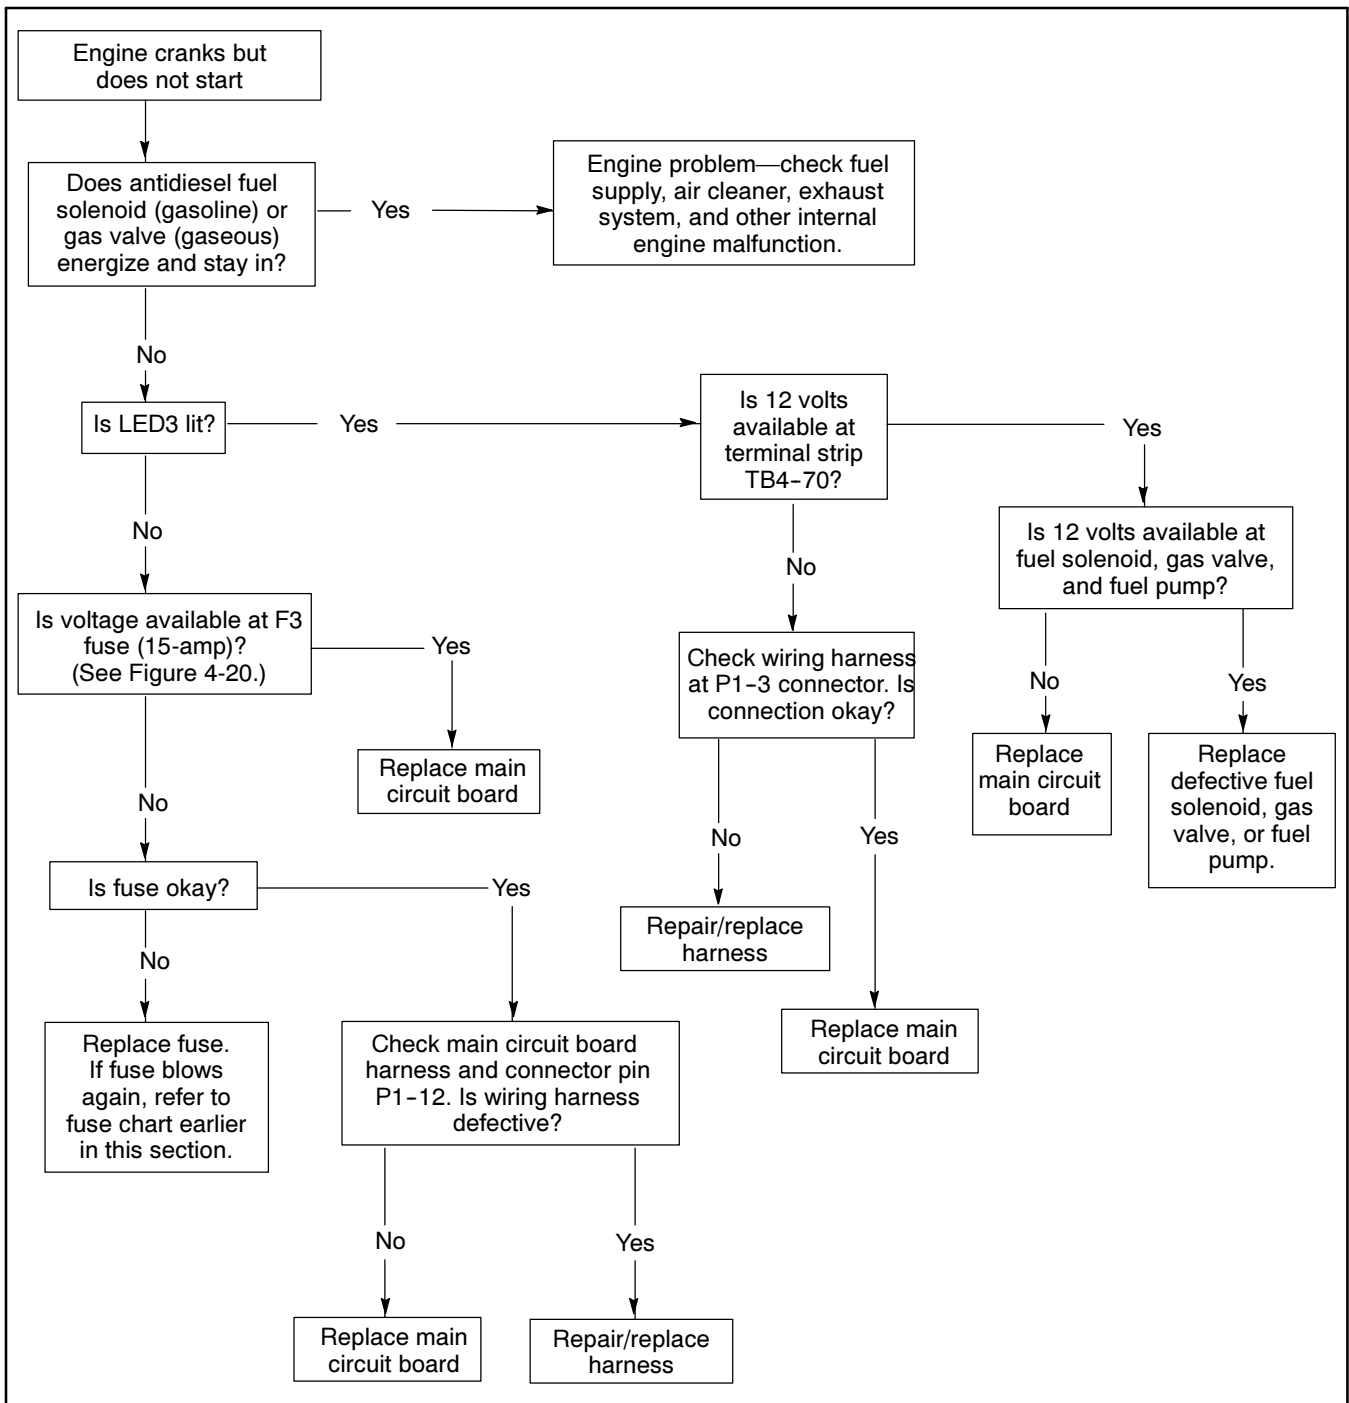 Engine cranks but
does not start
Does antidiesel fuel
solenoid (gasoline) or
gas valve (gaseous)
energize and stay in?
Yes
Engine problem—check fuel
supply, air cleaner, exhaust
system, and other internal
engine malfunction.
No
Is LED3 lit?
Yes
Is 12 volts
available at
terminal strip
TB4-70?
Yes
Is 12 volts available at
fuel solenoid, gas valve,
and fuel pump?
No
Is voltage available at F3
fuse (15-amp)?
(See Figure 4-20.)
Yes
Replace main
circuit board
No
Check wiring harness
at P1-3 connector. Is
connection okay?
No
Replace
main circuit
board
Yes
Replace
defective fuel
solenoid, gas
valve, or fuel
pump.
No
Repair/replace
harness
Yes
Replace main
circuit board
No
Is fuse okay?
Yes
No
Replace fuse.
If fuse blows
again, refer to
fuse chart earlier
in this section.
Check main circuit board
harness and connector pin
P1-12. Is wiring harness
defective?
No
Replace main
circuit board
Yes
Repair/replace
harness